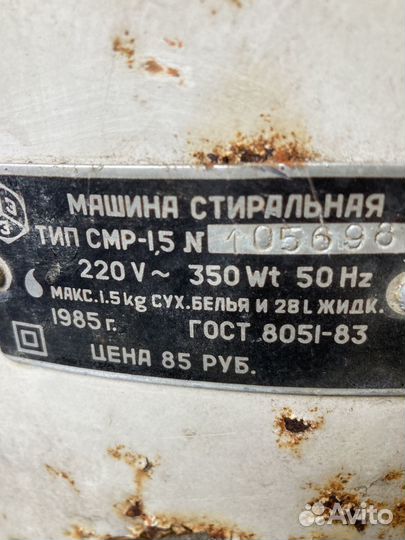 МАШИНА СТИРАЛЬНАЯ
ТИП СМР-1,5 N 105698
220 V~ 350 Wt 50 Hz
МАКС. 1.5 kg СУХ. БЕЛЬЯ И 28 L ЖИДК.
1985 г. ГОСТ 8051-83
ЦЕНА 85 РУБ.
Avito